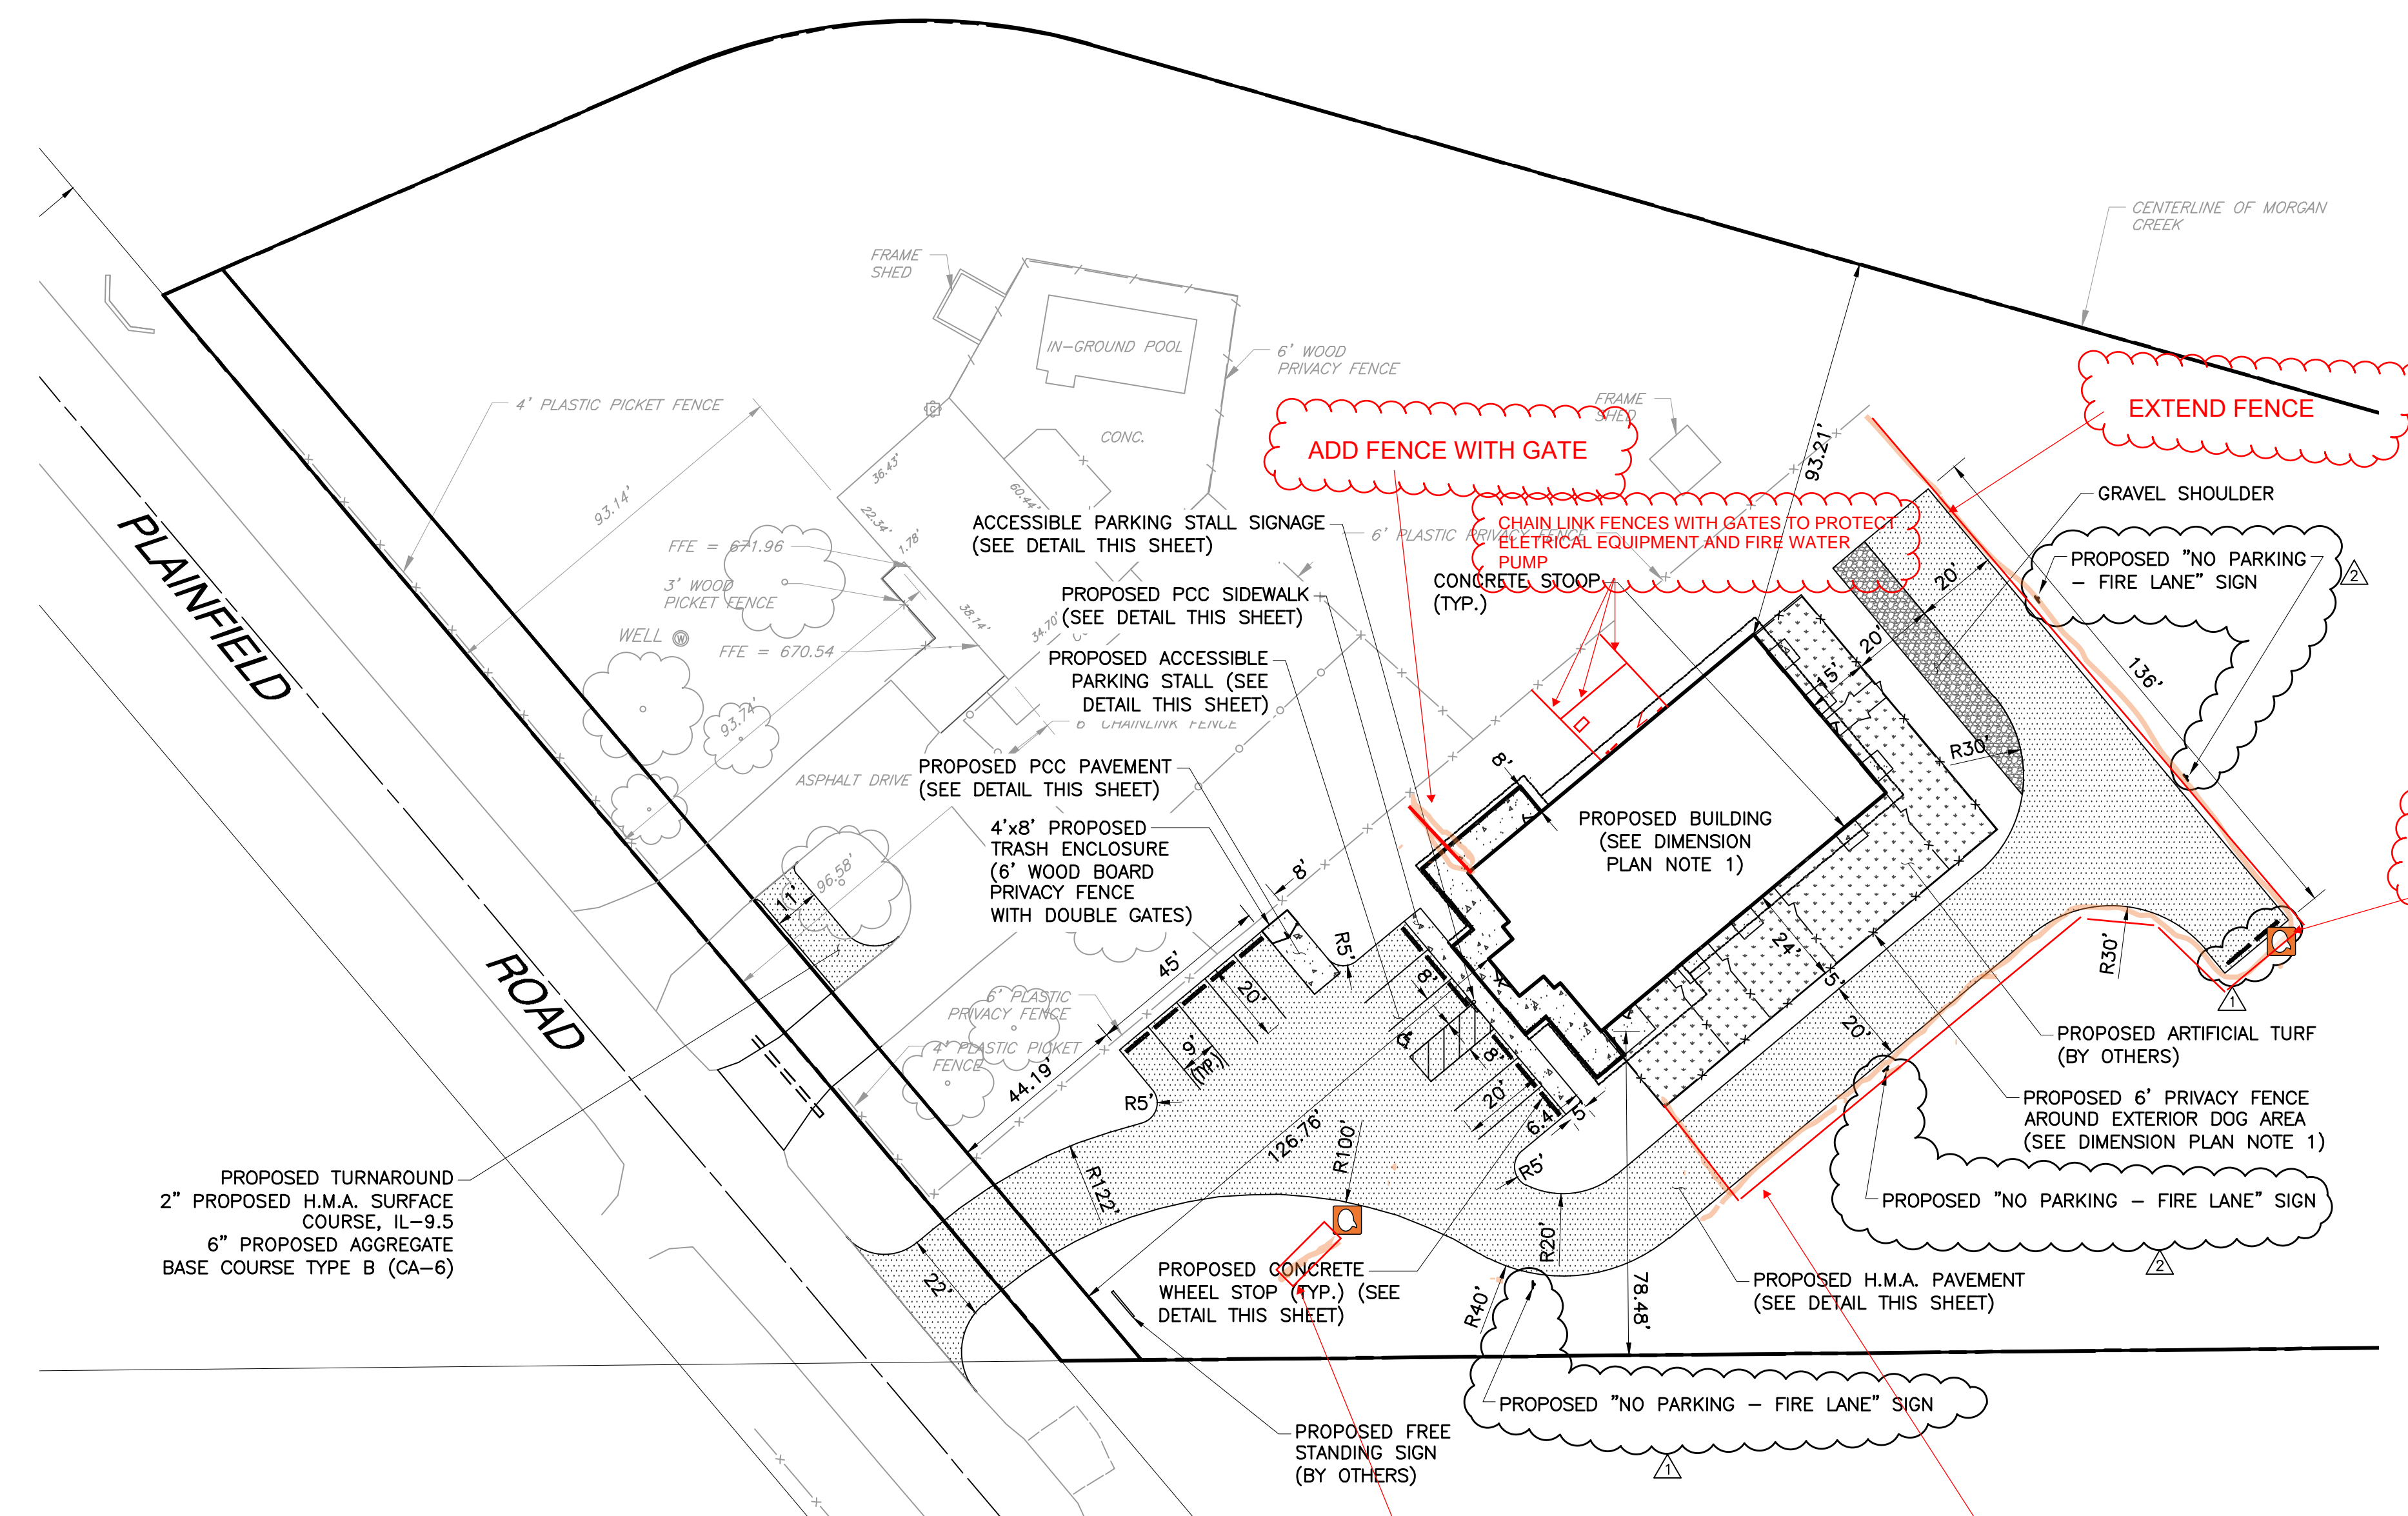 CENTERLINE OF MORGAN
CREEK
FRAME
SHED
IN-GROUND POOL
6' WOOD
PRIVACY FENCE
4' PLASTIC PICKET FENCE
CONC.
FRAME
SHED
EXTEND FENCE
ADD FENCE WITH GATE
93.21'
36.43'
93.14'
60.44'
22.34'
1.78'
GRAVEL SHOULDER
ACCESSIBLE PARKING STALL SIGNAGE
(SEE DETAIL THIS SHEET)
6' PLASTIC PRIVACY FENCE
CHAIN LINK FENCES WITH GATES TO PROTECT
ELETRICAL EQUIPMENT AND FIRE WATER
PUMP
CONCRETE STOOP
(TYP.)
PROPOSED "NO PARKING
– FIRE LANE" SIGN
2
FFE = 671.96
3' WOOD
PICKET FENCE
PLAINFIELD
WELL W
FFE = 670.54
38.14'
34.70'
PROPOSED PCC SIDEWALK
(SEE DETAIL THIS SHEET)
PROPOSED ACCESSIBLE
PARKING STALL (SEE
DETAIL THIS SHEET)
6' CHAINLINK FENCE
20'
20'
15'
136'
R30'
93.74'
ASPHALT DRIVE
PROPOSED PCC PAVEMENT
(SEE DETAIL THIS SHEET)
8'
4'x8' PROPOSED
TRASH ENCLOSURE
(6' WOOD BOARD
PRIVACY FENCE
WITH DOUBLE GATES)
PROPOSED BUILDING
(SEE DIMENSION
PLAN NOTE 1)
96.58'
11'
8'
R5'
45'
20'
8'
24'
15'
20'
R30'
1
ROAD
6' PLASTIC
PRIVACY FENCE
4' PLASTIC PICKET
FENCE
9'
(TYP.)
8'
20'
44.19'
R5'
6.4'
5'
PROPOSED ARTIFICIAL TURF
(BY OTHERS)
PROPOSED 6' PRIVACY FENCE
AROUND EXTERIOR DOG AREA
(SEE DIMENSION PLAN NOTE 1)
126.76'
R100'
R122'
R5'
PROPOSED TURNAROUND
2" PROPOSED H.M.A. SURFACE
COURSE, IL–9.5
6" PROPOSED AGGREGATE
BASE COURSE TYPE B (CA–6)
PROPOSED "NO PARKING – FIRE LANE" SIGN
2
22'
R20'
PROPOSED CONCRETE
WHEEL STOP (TYP.) (SEE
DETAIL THIS SHEET)
R40'
78.48'
PROPOSED H.M.A. PAVEMENT
(SEE DETAIL THIS SHEET)
PROPOSED "NO PARKING – FIRE LANE" SIGN
1
PROPOSED FREE
STANDING SIGN
(BY OTHERS)